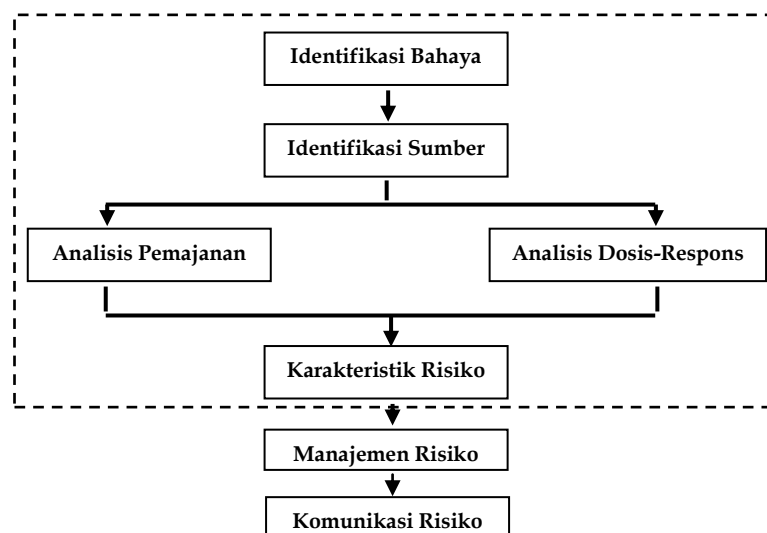 Identifikasi Bahaya
Identifikasi Sumber
Analisis Pemajanan
Analisis Dosis-Respons
Karakteristik Risiko
Manajemen Risiko
Komunikasi Risiko